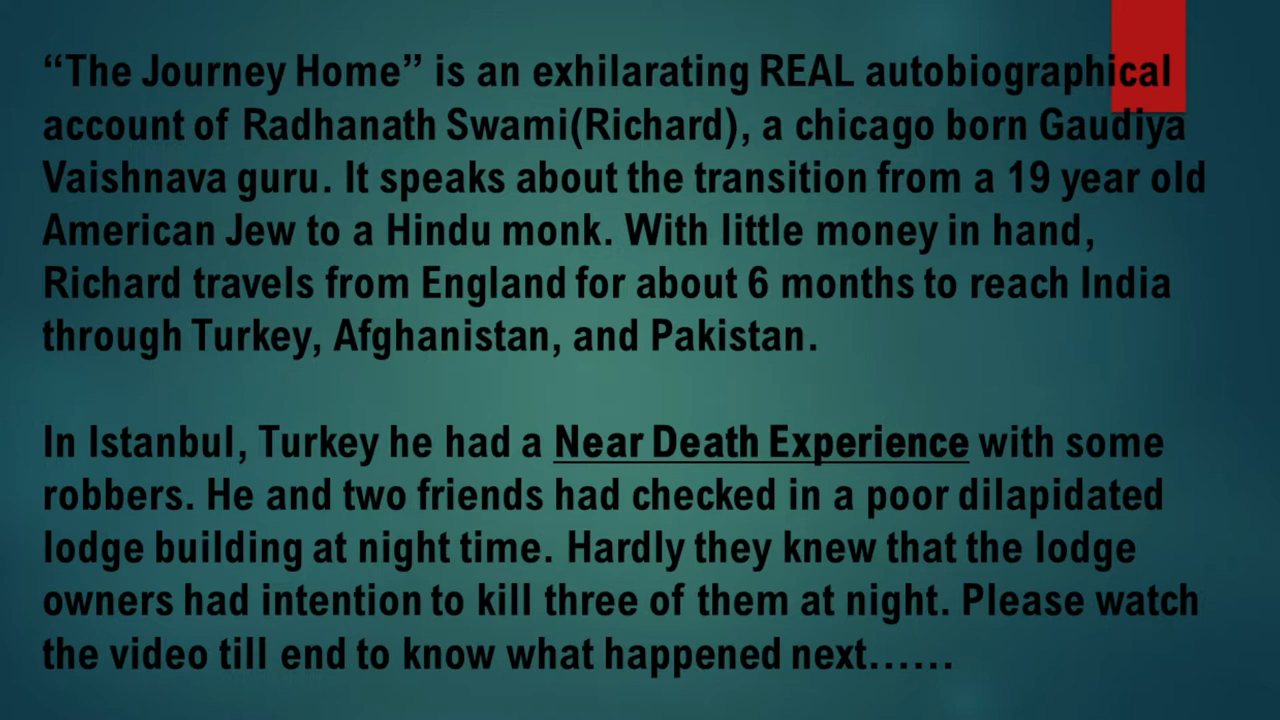 “The Journey Home” is an exhilarating REAL autobiographical
account of Radhanath Swami(Richard), a chicago born Gaudiya
Vaishnava guru. It speaks about the transition from a 19 year old
American Jew to a Hindu monk. With little money in hand,
Richard travels from England for about 6 months to reach India
through Turkey, Afghanistan, and Pakistan.
In Istanbul, Turkey he had a Near Death Experience with some
robbers. He and two friends had checked in a poor dilapidated
lodge building at night time. Hardly they knew that the lodge
owners had intention to kill three of them at night. Please watch
the video till end to know what happened next……